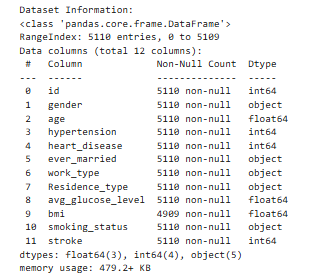 Dataset Information:
<class 'pandas.core.frame.DataFrame'>
RangeIndex: 5110 entries, 0 to 5109
Data columns (total 12 columns):
 #   Column             Non-Null Count  Dtype
---  ------             --------------  -----
 0   id                 5110 non-null   int64
 1   gender             5110 non-null   object
 2   age                5110 non-null   float64
 3   hypertension       5110 non-null   int64
 4   heart_disease      5110 non-null   int64
 5   ever_married       5110 non-null   object
 6   work_type          5110 non-null   object
 7   Residence_type     5110 non-null   object
 8   avg_glucose_level  5110 non-null   float64
 9   bmi                4909 non-null   float64
 10  smoking_status     5110 non-null   object
 11  stroke             5110 non-null   int64
dtypes: float64(3), int64(4), object(5)
memory usage: 479.2+ KB